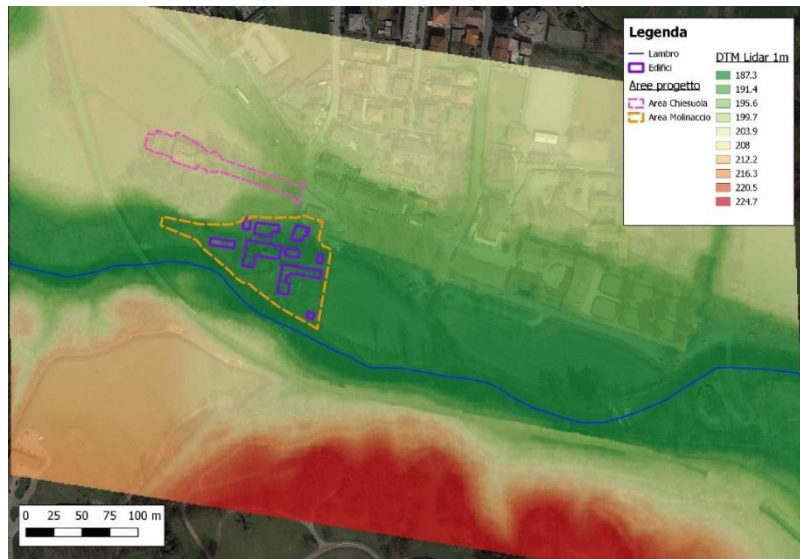 Legenda
Lambro
Edifici
Aree progetto
Area Chiesuola
Area Molinaccio
DTM Lidar 1m
187.3
191.4
195.6
199.7
203.9
208
212.2
216.3
220.5
224.7
0 25 50 75 100 m